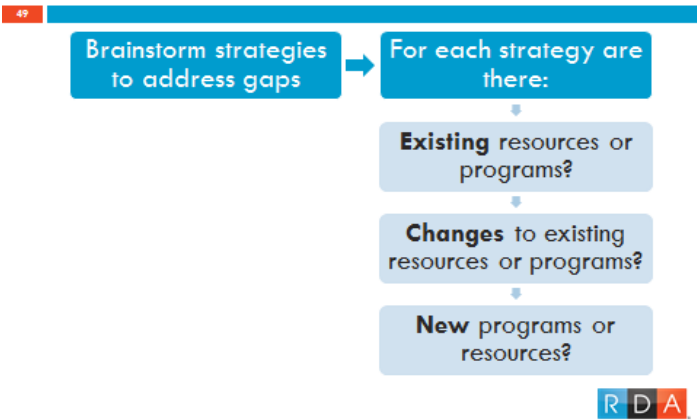 49
Brainstorm strategies
to address gaps
For each strategy are
there:
Existing resources or
programs?
Changes to existing
resources or programs?
New programs or
resources?
RDA